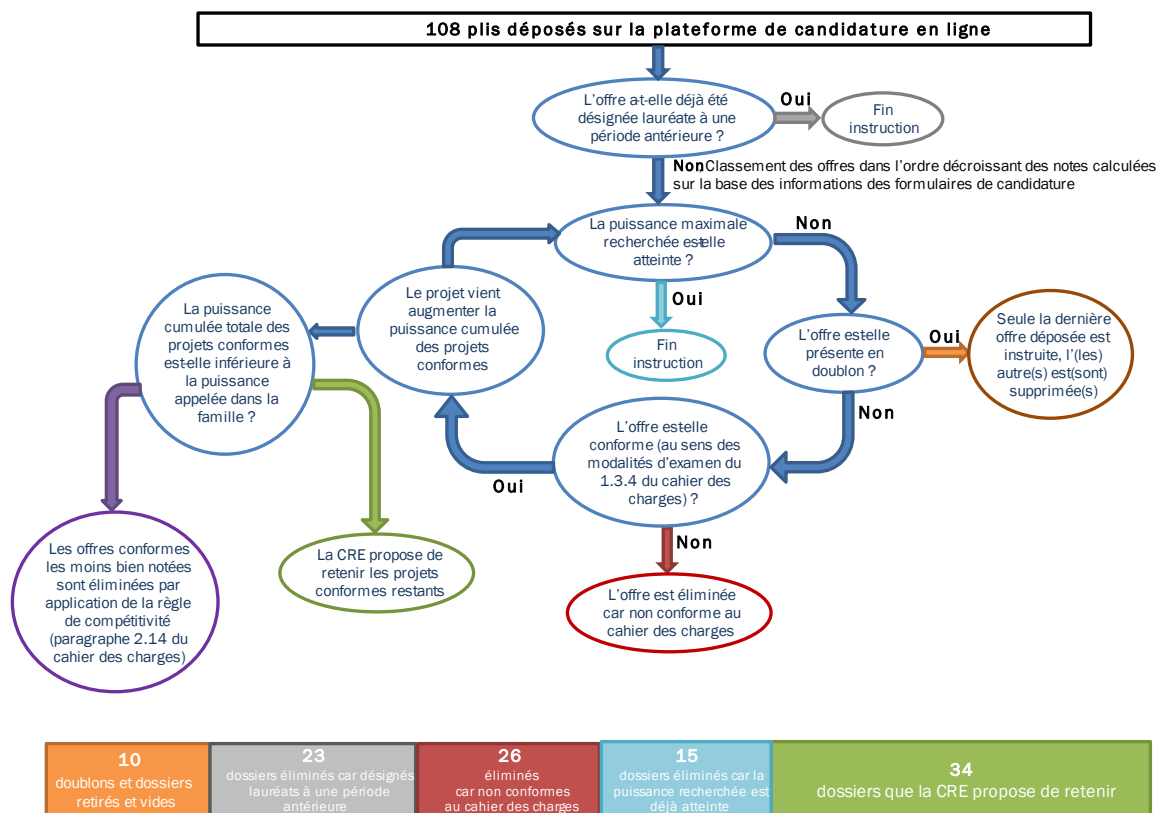 108 plis déposés sur la plateforme de candidature en ligne
L'offre a-t-elle déjà été
désignée lauréate à une
période antérieure ?
Oui
Fin
instruction
Non Classement des offres dans l'ordre décroissant des notes calculées
sur la base des informations des formulaires de candidature
La puissance maximale
recherchée est-elle
atteinte ?
Non
Oui
Fin
instruction
Le projet vient
augmenter la
puissance cumulée
des projets
conformes
La puissance
cumulée totale des
projets conformes
est-elle inférieure à
la puissance
appelée dans la
famille ?
L'offre est-elle
présente en
doublon ?
Oui
Seule la dernière
offre déposée est
instruite, l'(les)
autre(s) est(sont)
supprimée(s)
Non
L'offre est-elle
conforme (au sens des
modalités d'examen du
1.3.4 du cahier des
charges) ?
Oui
Non
L'offre est éliminée
car non conforme au
cahier des charges
La CRE propose de
retenir les projets
conformes restants
Les offres conformes
les moins bien notées
sont éliminées par
application de la règle
de compétitivité
(paragraphe 2.14 du
cahier des charges)
10
doublons et dossiers
retirés et vides
23
dossiers éliminés car désignés
lauréats à une période
antérieure
26
éliminés
car non conformes
au cahier des charges
15
dossiers éliminés car la
puissance recherchée est
déjà atteinte
34
dossiers que la CRE propose de retenir